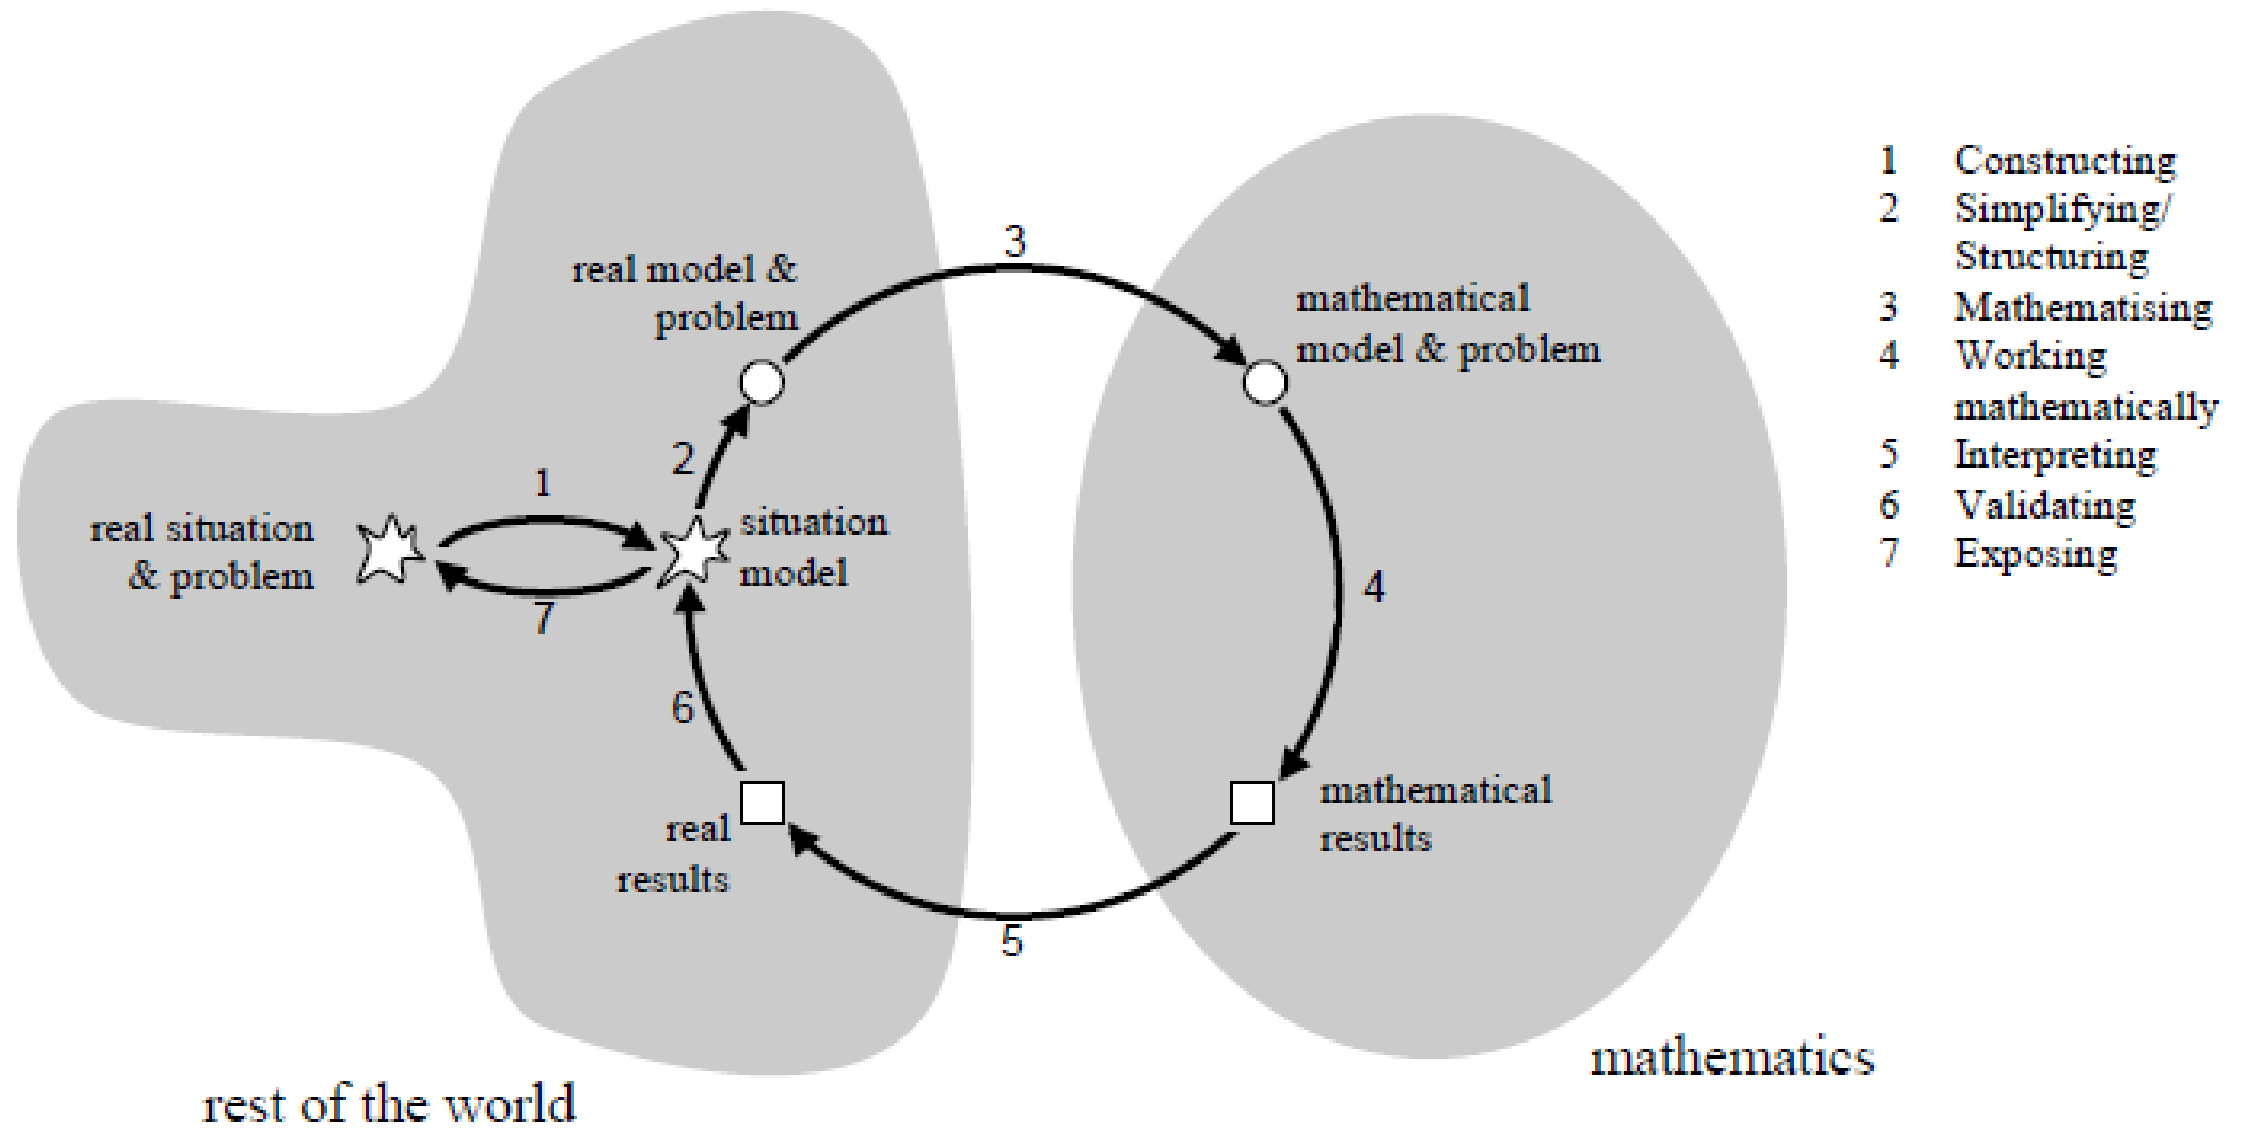 3
real model &
problem
mathematical
model & problem
2
1
real situation
& problem
situation
model
7
4
6
real
results
mathematical
results
5
rest of the world
mathematics
1 Constructing
2 Simplifying/
Structuring
3 Mathematising
4 Working
mathematically
5 Interpreting
6 Validating
7 Exposing